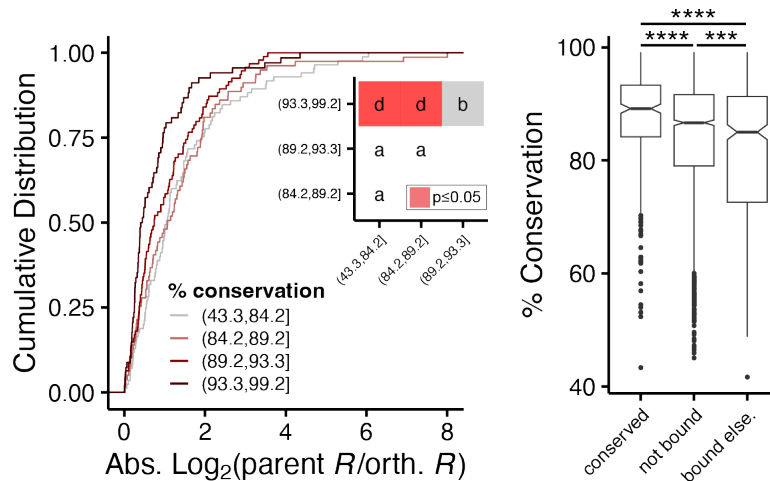 Cumulative Distribution
1.00
0.75
0.50
0.25
0.00
0 2 4 6 8
Abs. Log2(parent R/orth. R)
% conservation
(43.3,84.2]
(84.2,89.2]
(89.2,93.3]
(93.3,99.2]
(93.3,99.2] d d b
(89.2,93.3] a a
(84.2,89.2] a
p≤0.05
(43.3,84.2]
(84.2,89.2]
(89.2,93.3]
****
**** ***
% Conservation
100
80
60
40
conserved
not bound
bound else.